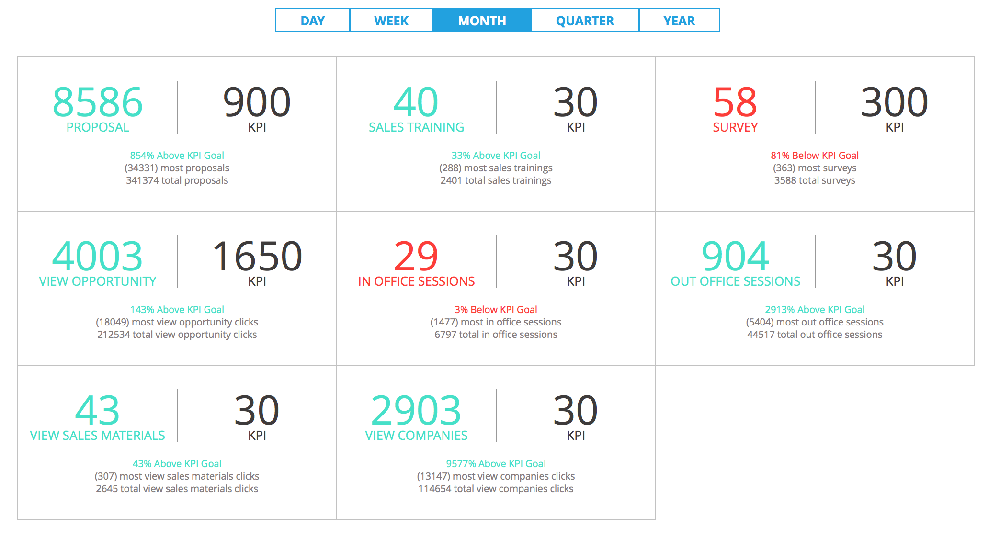 DAY WEEK MONTH QUARTER YEAR
8586
PROPOSAL
900
KPI
854% Above KPI Goal
(34331) most proposals
341374 total proposals
40
SALES TRAINING
30
KPI
33% Above KPI Goal
(288) most sales trainings
2401 total sales trainings
58
SURVEY
300
KPI
81% Below KPI Goal
(363) most surveys
3588 total surveys
4003
VIEW OPPORTUNITY
1650
KPI
143% Above KPI Goal
(18049) most view opportunity clicks
212534 total view opportunity clicks
29
IN OFFICE SESSIONS
30
KPI
3% Below KPI Goal
(1477) most in office sessions
6797 total in office sessions
904
OUT OFFICE SESSIONS
30
KPI
2913% Above KPI Goal
(5404) most out office sessions
44517 total out office sessions
43
VIEW SALES MATERIALS
30
KPI
43% Above KPI Goal
(307) most view sales materials clicks
2645 total view sales materials clicks
2903
VIEW COMPANIES
30
KPI
9577% Above KPI Goal
(13147) most view companies clicks
114654 total view companies clicks